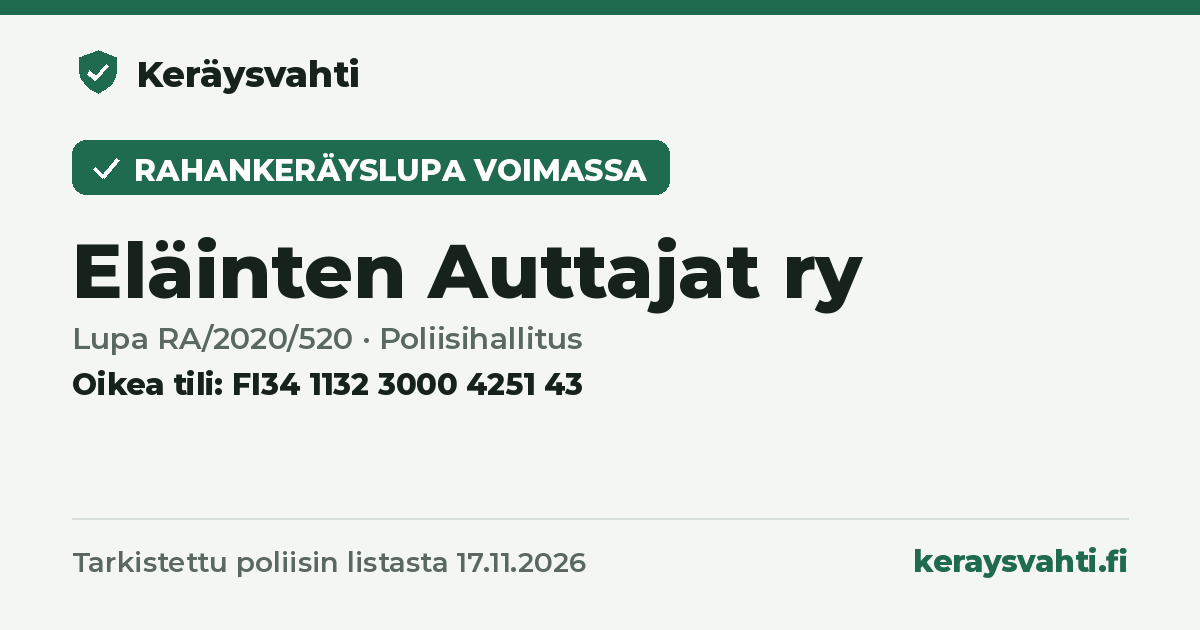 Keräysvahti
RAHANKERÄYSLUPA VOIMASSA
Eläinten Auttajat ry
Lupa RA/2020/520 · Poliisihallitus
Oikea tili: FI34 1132 3000 4251 43
Tarkistettu poliisin listasta 17.11.2026
keraysvahti.fi